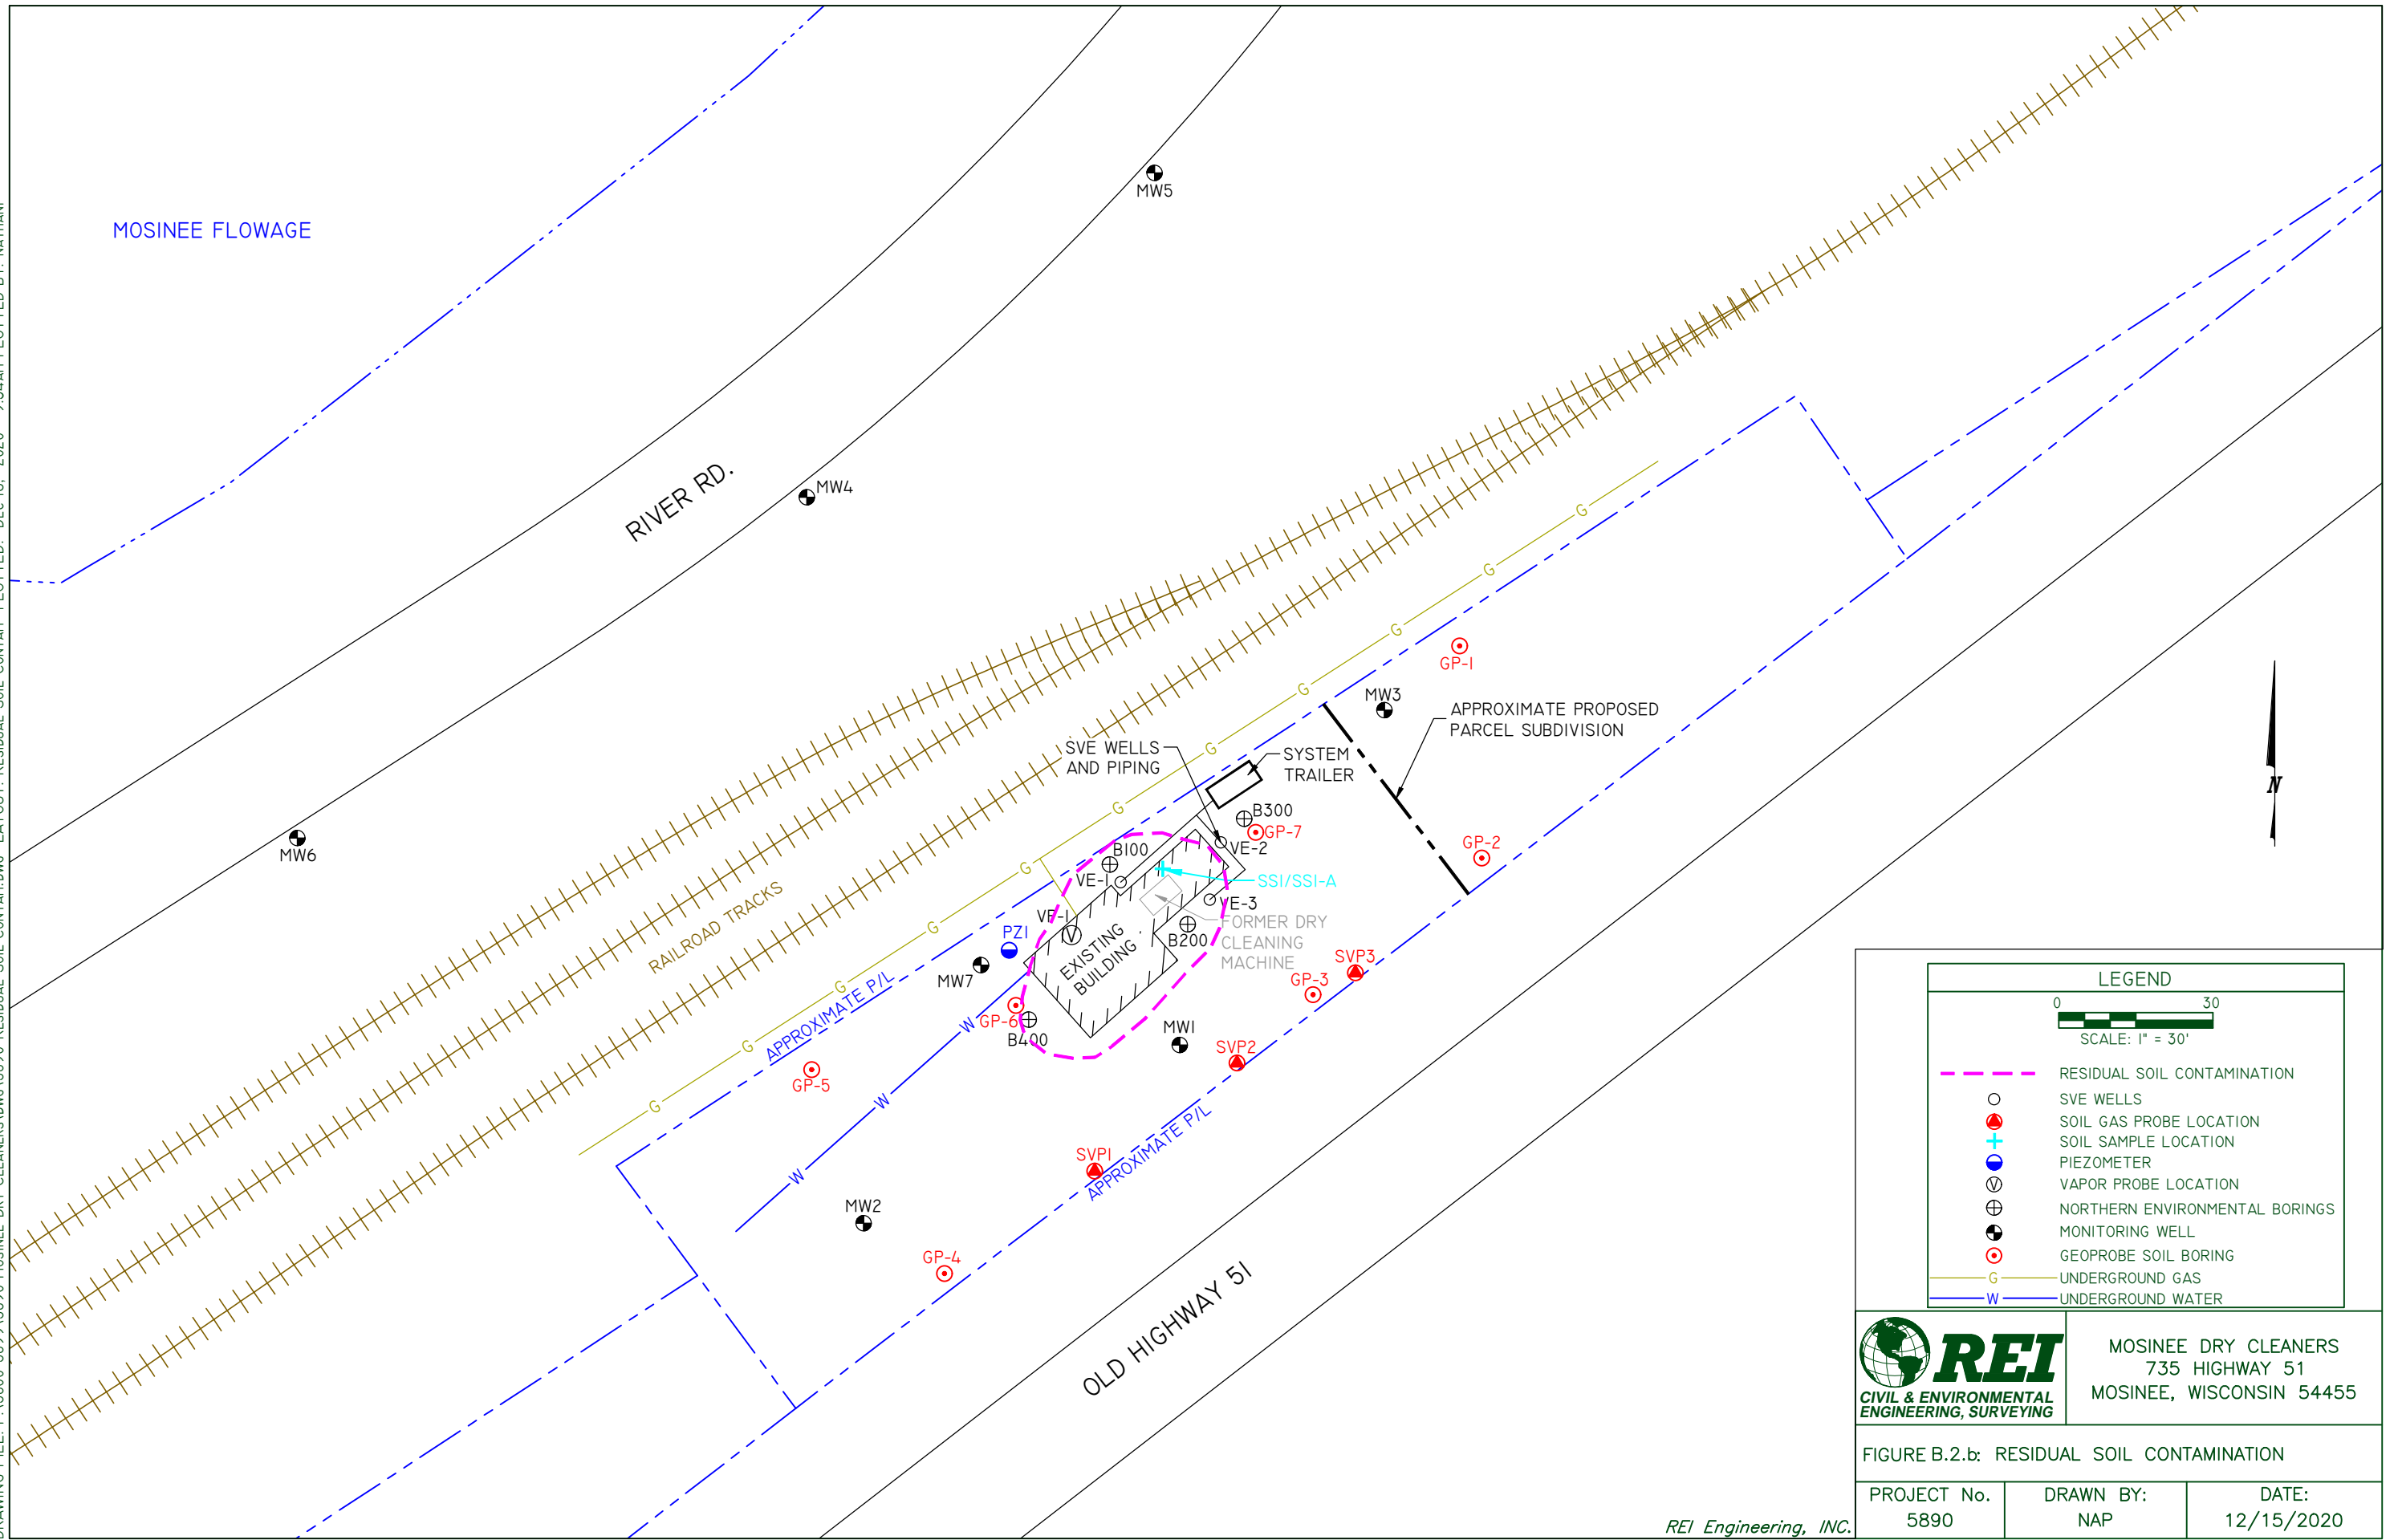 MOSINEE FLOWAGE
MW5
RIVER RD.
MW4
MW6
RAILROAD TRACKS
G
G
G
G
GP-1
MW3
APPROXIMATE PROPOSED
PARCEL SUBDIVISION
SVE WELLS
AND PIPING
SYSTEM
TRAILER
G
G
B300
GP-7
GP-2
VE-2
B100
VE-1
SS1/SS1-A
G
VE-3
VF-1
FORMER DRY
CLEANING
MACHINE
B200
EXISTING
BUILDING
PZ1
G
MW7
SVP3
GP-3
APPROXIMATE P/L
G
GP-6
W
B400
MW1
SVP2
G
GP-5
W
G
APPROXIMATE P/L
SVP1
W
MW2
GP-4
OLD HIGHWAY 51
N
LEGEND
0 30
SCALE: 1" = 30'
RESIDUAL SOIL CONTAMINATION
SVE WELLS
SOIL GAS PROBE LOCATION
SOIL SAMPLE LOCATION
PIEZOMETER
V VAPOR PROBE LOCATION
NORTHERN ENVIRONMENTAL BORINGS
MONITORING WELL
GEOPROBE SOIL BORING
G UNDERGROUND GAS
W UNDERGROUND WATER
REI
CIVIL & ENVIRONMENTAL
ENGINEERING, SURVEYING
MOSINEE DRY CLEANERS
735 HIGHWAY 51
MOSINEE, WISCONSIN 54455
FIGURE B.2.b: RESIDUAL SOIL CONTAMINATION
PROJECT No.
5890
DRAWN BY:
NAP
DATE:
12/15/2020
REI Engineering, INC.